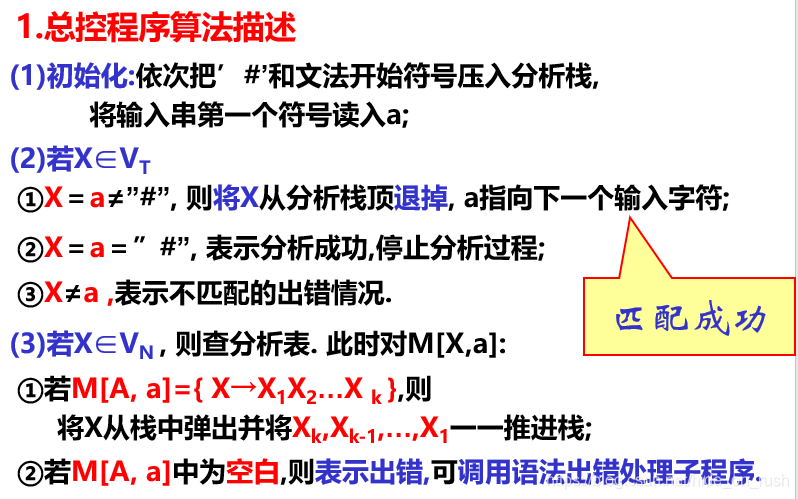 1.总控程序算法描述
(1)初始化:依次把’ #’和文法开始符号压入分析栈,
将输入串第一个符号读入a;
(2)若X∈VT
①X=a≠”#”, 则将X从分析栈顶退掉, a指向下一个输入字符;
②X=a=” #”, 表示分析成功,停止分析过程;
③X≠a ,表示不匹配的出错情况.
匹配成功
(3)若X∈VN , 则查分析表. 此时对M[X,a]:
①若M[A, a]={ X→X1X2…X k },则
将X从栈中弹出并将Xk,Xk-1,…,X1一一推进栈;
②若M[A, a]中为空白,则表示出错,可调用语法出错处理子程序.